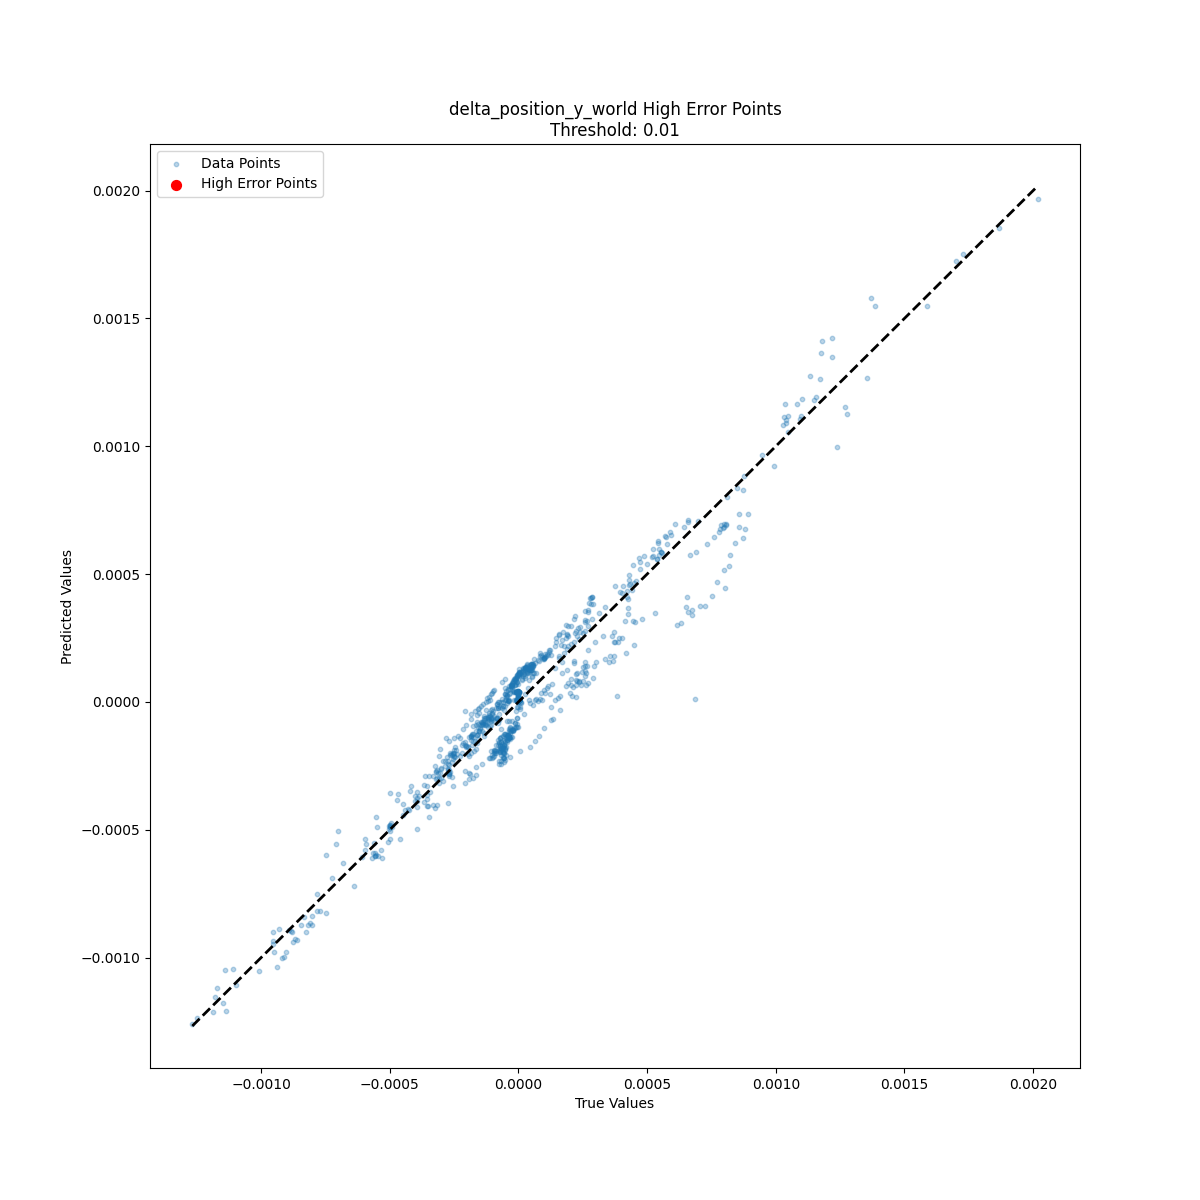 delta_position_y_world High Error Points
Threshold: 0.01
Data Points
High Error Points
0.0020
0.0015
0.0010
0.0005
0.0000
−0.0005
−0.0010
Predicted Values
−0.0010
−0.0005
0.0000
0.0005
0.0010
0.0015
0.0020
True Values